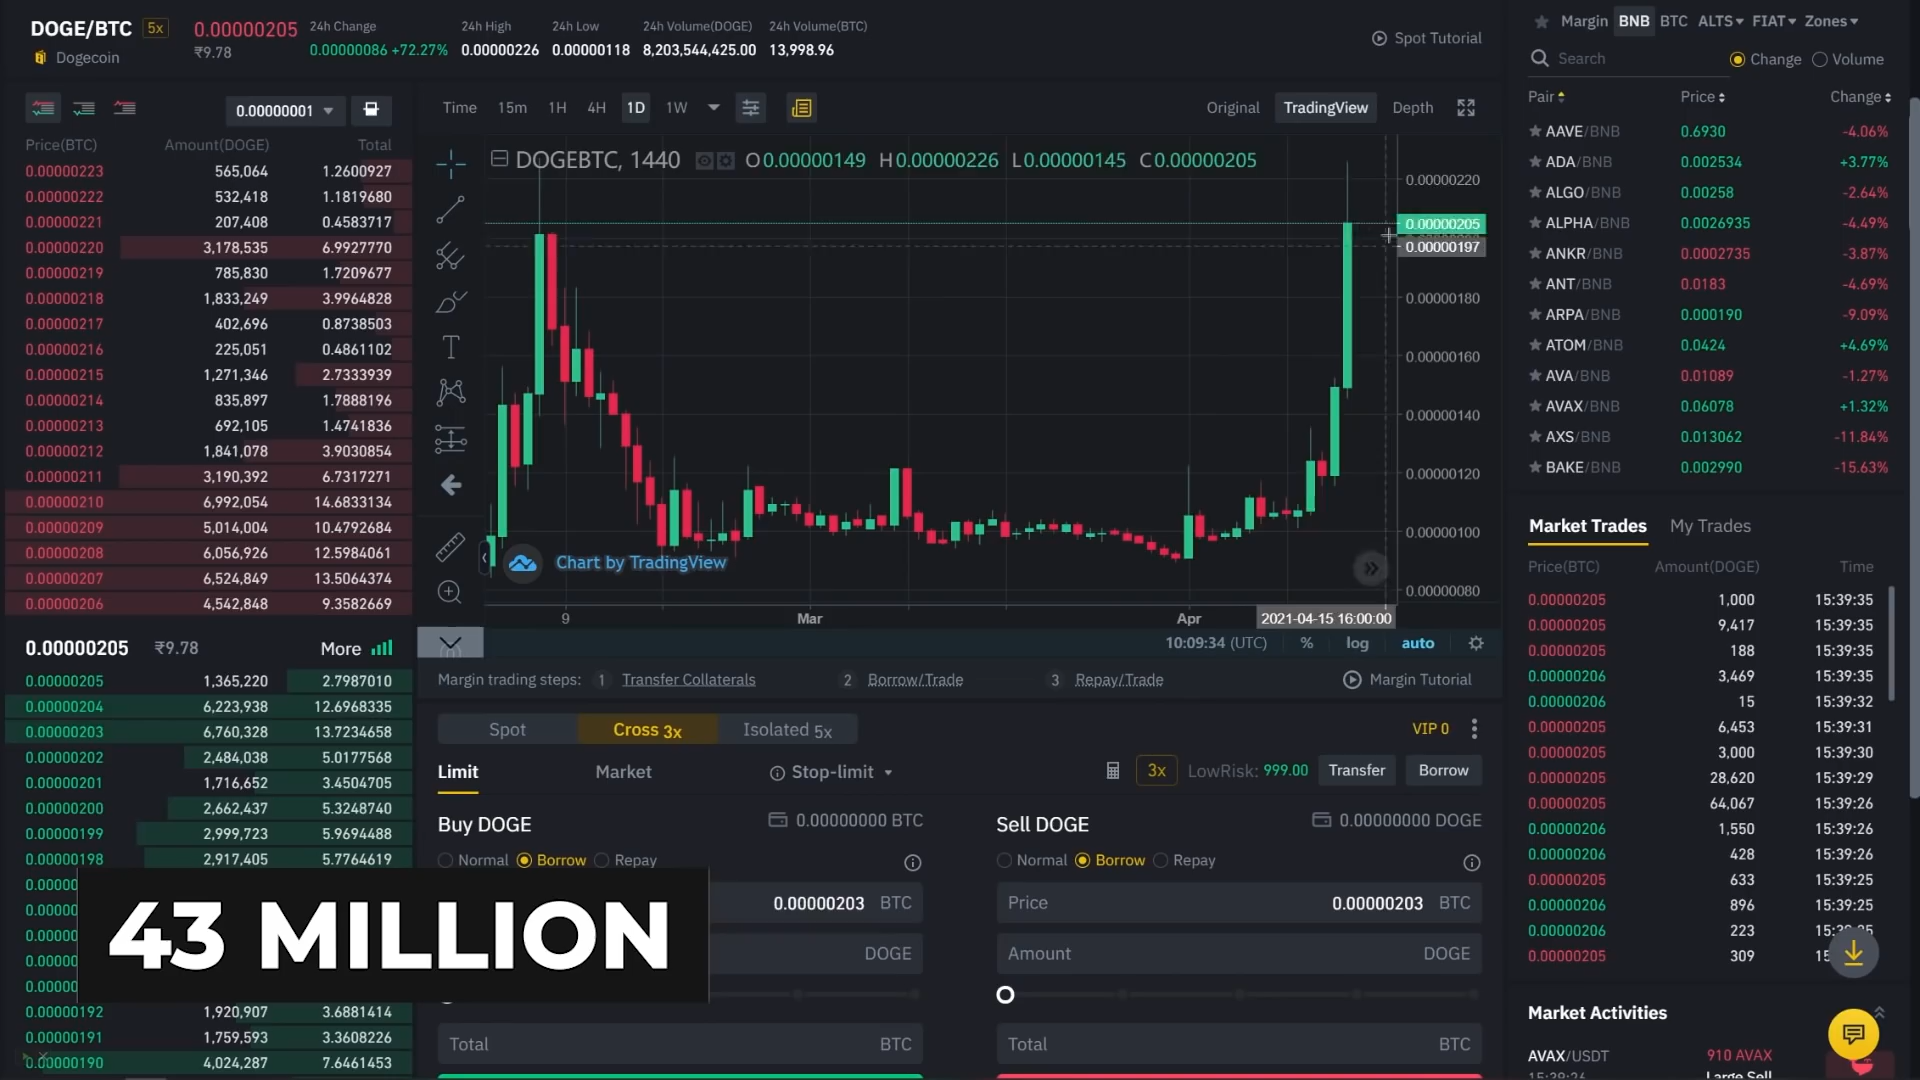 DOGE/BTC 5x
Dogecoin
0.00000205
₹9.78
24h Change
0.00000086 +72.27%
24h High
0.00000226
24h Low
0.00000118
24h Volume(DOGE)
8,203,544,425.00
24h Volume(BTC)
13,998.96
Spot Tutorial
0.00000001
Price(BTC) Amount(DOGE) Total
0.00000223 565,064 1.2600927
0.00000222 532,418 1.1819680
0.00000221 207,408 0.4583717
0.00000220 3,178,535 6.9927770
0.00000219 785,830 1.7209677
0.00000218 1,833,249 3.9964828
0.00000217 402,696 0.8738503
0.00000216 225,051 0.4861102
0.00000215 1,271,346 2.7333939
0.00000214 835,897 1.7888196
0.00000213 692,105 1.4741836
0.00000212 1,841,078 3.9030854
0.00000211 3,190,392 6.7317271
0.00000210 6,992,054 14.6833134
0.00000209 5,014,004 10.4792684
0.00000208 6,056,926 12.5984061
0.00000207 6,524,849 13.5064374
0.00000206 4,542,848 9.3582669
0.00000205 ₹9.78 More
0.00000205 1,365,220 2.7987010
0.00000204 6,223,938 12.6968335
0.00000203 6,760,328 13.7234658
0.00000202 2,484,038 5.0177568
0.00000201 1,716,652 3.4504705
0.00000200 2,662,437 5.3248740
0.00000199 2,999,723 5.9694488
0.00000198 2,917,405 5.7764619
43 MILLION
0.00000192 1,920,907 3.6881414
0.00000191 1,759,593 3.3608226
0.00000190 4,024,287 7.6461453
Time 15m 1H 4H 1D 1W
Original TradingView Depth
DOGEBTC, 1440 O0.00000149 H0.00000226 L0.00000145 C0.00000205
0.00000220
0.00000205
0.00000197
0.00000180
0.00000160
0.00000140
0.00000120
0.00000100
0.00000080
Chart by TradingView
9 Mar Apr 2021-04-15 16:00:00
10:09:34 (UTC) % log auto
Margin trading steps: 1 Transfer Collaterals 2 Borrow/Trade 3 Repay/Trade Margin Tutorial
Spot Cross 3x Isolated 5x VIP 0
Limit Market Stop-limit 3x LowRisk: 999.00 Transfer Borrow
Buy DOGE 0.00000000 BTC
Normal Borrow Repay
0.00000203 BTC
DOGE
Total BTC
Sell DOGE 0.00000000 DOGE
Normal Borrow Repay
Price 0.00000203 BTC
Amount DOGE
Total BTC
Margin BNB BTC ALTS FIAT Zones
Search Change Volume
Pair Price Change
AAVE/BNB 0.6930 -4.06%
ADA/BNB 0.002534 +3.77%
ALGO/BNB 0.00258 -2.64%
ALPHA/BNB 0.0026935 -4.49%
ANKR/BNB 0.0002735 -3.87%
ANT/BNB 0.0183 -4.69%
ARPA/BNB 0.000190 -9.09%
ATOM/BNB 0.0424 +4.69%
AVA/BNB 0.01089 -1.27%
AVAX/BNB 0.06078 +1.32%
AXS/BNB 0.013062 -11.84%
BAKE/BNB 0.002990 -15.63%
Market Trades My Trades
Price(BTC) Amount(DOGE) Time
0.00000205 1,000 15:39:35
0.00000205 9,417 15:39:35
0.00000205 188 15:39:35
0.00000206 3,469 15:39:35
0.00000206 15 15:39:32
0.00000205 6,453 15:39:31
0.00000205 3,000 15:39:30
0.00000205 28,620 15:39:29
0.00000205 64,067 15:39:26
0.00000206 1,550 15:39:26
0.00000206 428 15:39:26
0.00000205 633 15:39:25
0.00000206 896 15:39:25
0.00000206 223
0.00000205 309
Market Activities
AVAX/USDT 910 AVAX
15:39:26 Large Sell